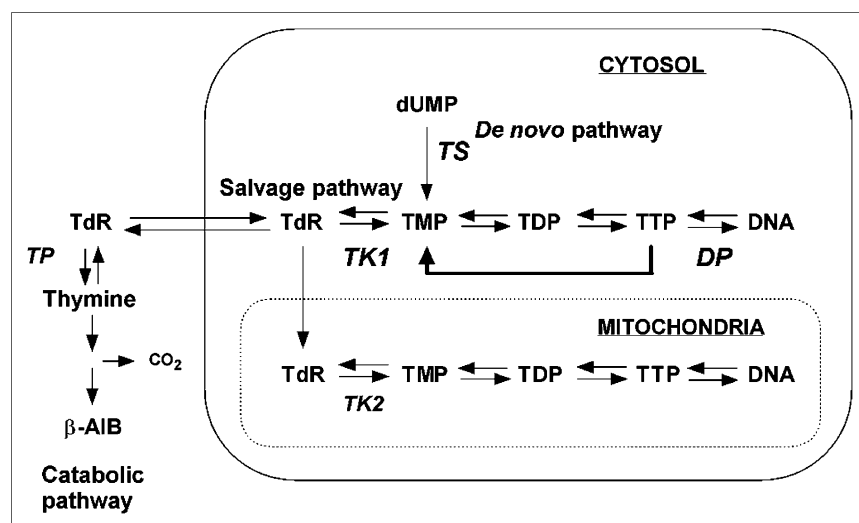 CYTOSOL
dUMP
De novo pathway
TS
Salvage pathway
TdR TdR TMP TDP TTP DNA
TP TK1 DP
Thymine
MITOCHONDRIA
CO2
TdR TMP TDP TTP DNA
TK2
β-AIB
Catabolic
pathway